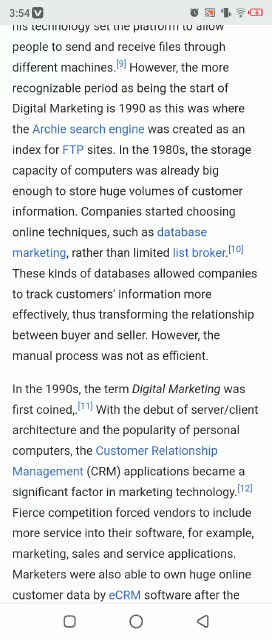 3:54
his technology set the platform to allow
people to send and receive files through
different machines.[9] However, the more
recognizable period as being the start of
Digital Marketing is 1990 as this was where
the Archie search engine was created as an
index for FTP sites. In the 1980s, the storage
capacity of computers was already big
enough to store huge volumes of customer
information. Companies started choosing
online techniques, such as database
marketing, rather than limited list broker.[10]
These kinds of databases allowed companies
to track customers' information more
effectively, thus transforming the relationship
between buyer and seller. However, the
manual process was not as efficient.
In the 1990s, the term Digital Marketing was
first coined,.[11] With the debut of server/client
architecture and the popularity of personal
computers, the Customer Relationship
Management (CRM) applications became a
significant factor in marketing technology.[12]
Fierce competition forced vendors to include
more service into their software, for example,
marketing, sales and service applications.
Marketers were also able to own huge online
customer data by eCRM software after the